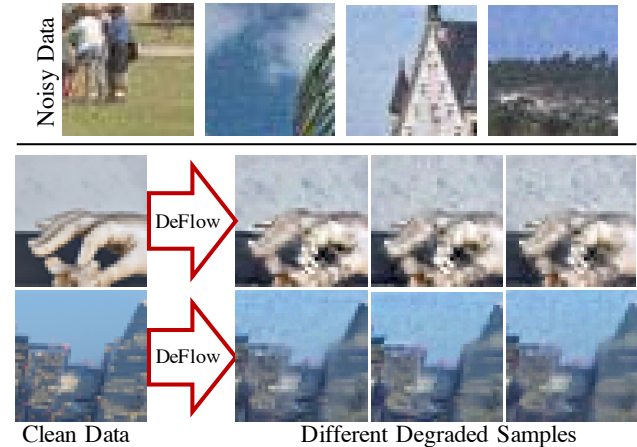 Noisy Data
DeFlow
DeFlow
Clean Data
Different Degraded Samples